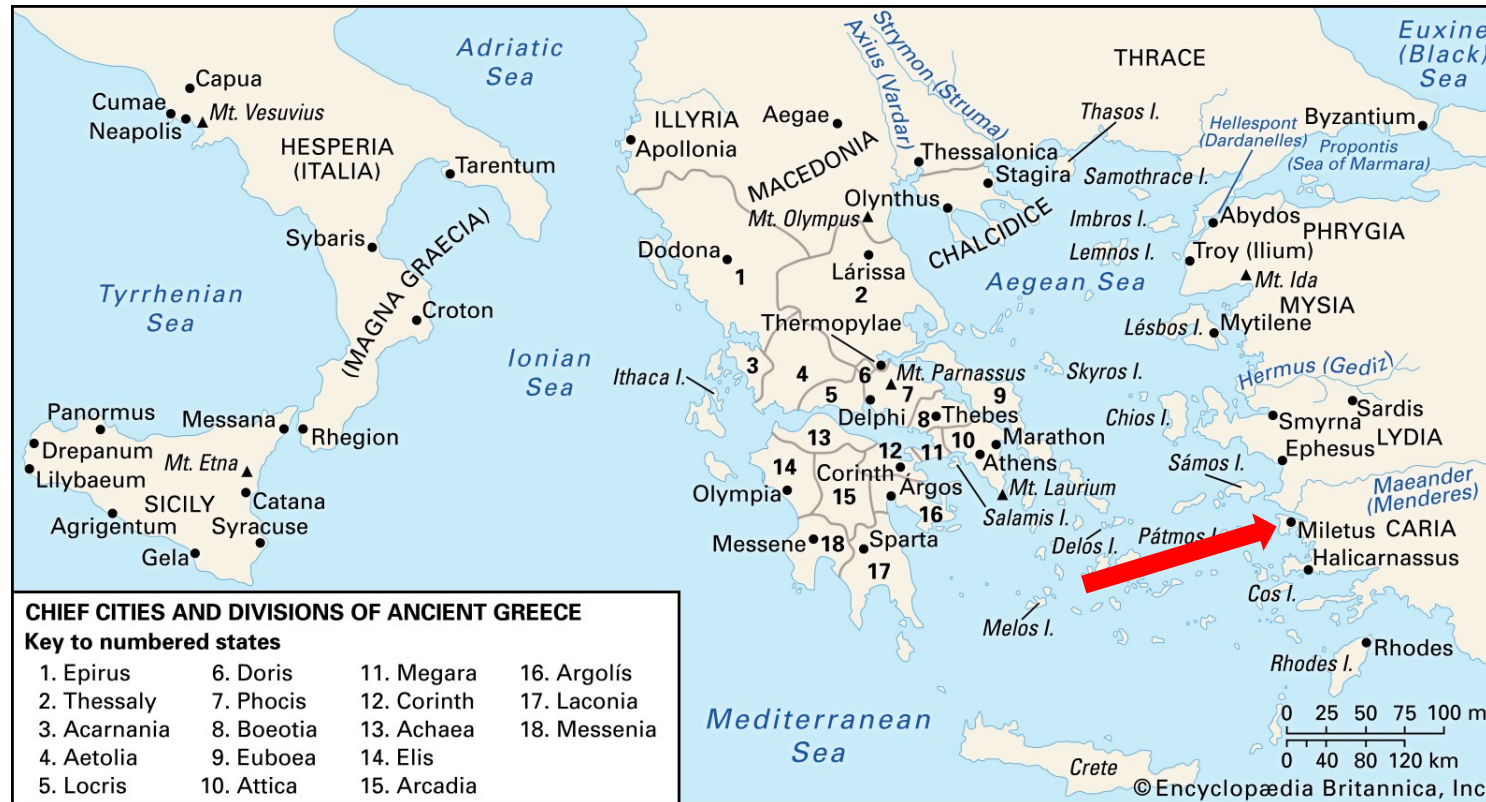 Adriatic
Sea
Strymon (Struma)
Axius (Vardar)
THRACE
Euxine
(Black)
Sea
Capua
Cumae
Mt. Vesuvius
Neapolis
HESPERIA
(ITALIA)
Tarentum
ILLYRIA
Apollonia
Aegae
MACEDONIA
Thessalonica
Stagira
Thasos I.
Samothrace I.
Hellespont
(Dardanelles)
Byzantium
Propontis
(Sea of Marmara)
Olynthus
Mt. Olympus
CHALCIDICE
Imbros I.
Abydos
PHRYGIA
Sybaris
(MAGNA GRAECIA)
Dodona
1
Lárissa
2
Lemnos I.
Troy (Ilium)
Mt. Ida
Aegean Sea
MYSIA
Tyrrhenian
Sea
Croton
Thermopylae
Lésbos I.
Mytilene
Ionian
Sea
Ithaca I.
3
4
5
6
Mt. Parnassus
7
Delphi
8
Thebes
9
Skyros I.
Hermus (Gediz)
Chios I.
Sardis
Smyrna
LYDIA
Ephesus
Panormus
Messana
Rhegion
Drepanum
Mt. Etna
Lilybaeum
SICILY
Catana
Agrigentum
Syracuse
Gela
13
12
11
10
Marathon
Athens
14
Corinth
Olympia
15
Árgos
Mt. Laurium
16
Salamis I.
Sámos I.
Maeander
(Menderes)
Messene
18
Sparta
17
Delos I.
Pátmos I.
Miletus
CARIA
Halicarnassus
Cos I.
Melos I.
Rhodes
Rhodes I.
Mediterranean
Sea
Crete
0 25 50 75 100 m
0 40 80 120 km
© Encyclopædia Britannica, Inc
CHIEF CITIES AND DIVISIONS OF ANCIENT GREECE
Key to numbered states
1. Epirus
2. Thessaly
3. Acarnania
4. Aetolia
5. Locris
6. Doris
7. Phocis
8. Boeotia
9. Euboea
10. Attica
11. Megara
12. Corinth
13. Achaea
14. Elis
15. Arcadia
16. Argolís
17. Laconia
18. Messenia